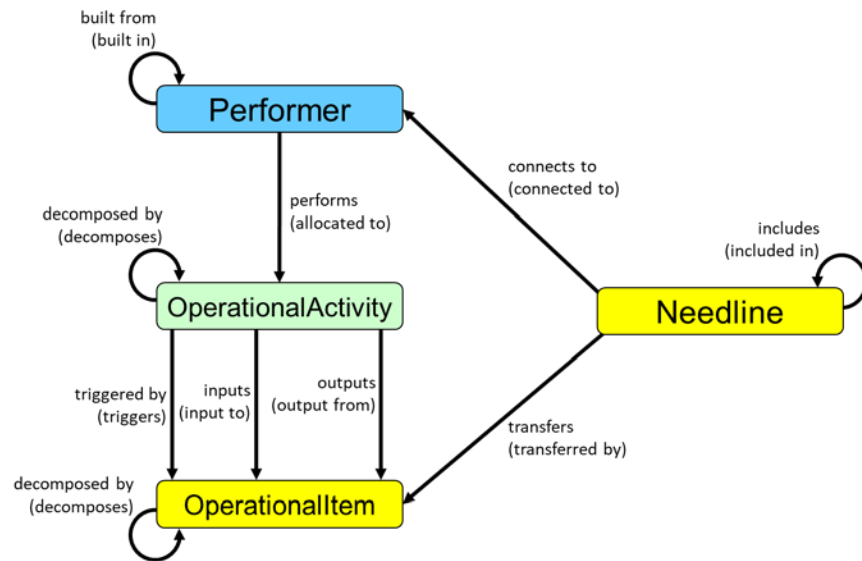 built from
(built in)
Performer
connects to
(connected to)
performs
(allocated to)
decomposed by
(decomposes)
includes
(included in)
OperationalActivity
Needline
triggered by
(triggers)
inputs
(input to)
outputs
(output from)
transfers
(transferred by)
decomposed by
(decomposes)
OperationalItem